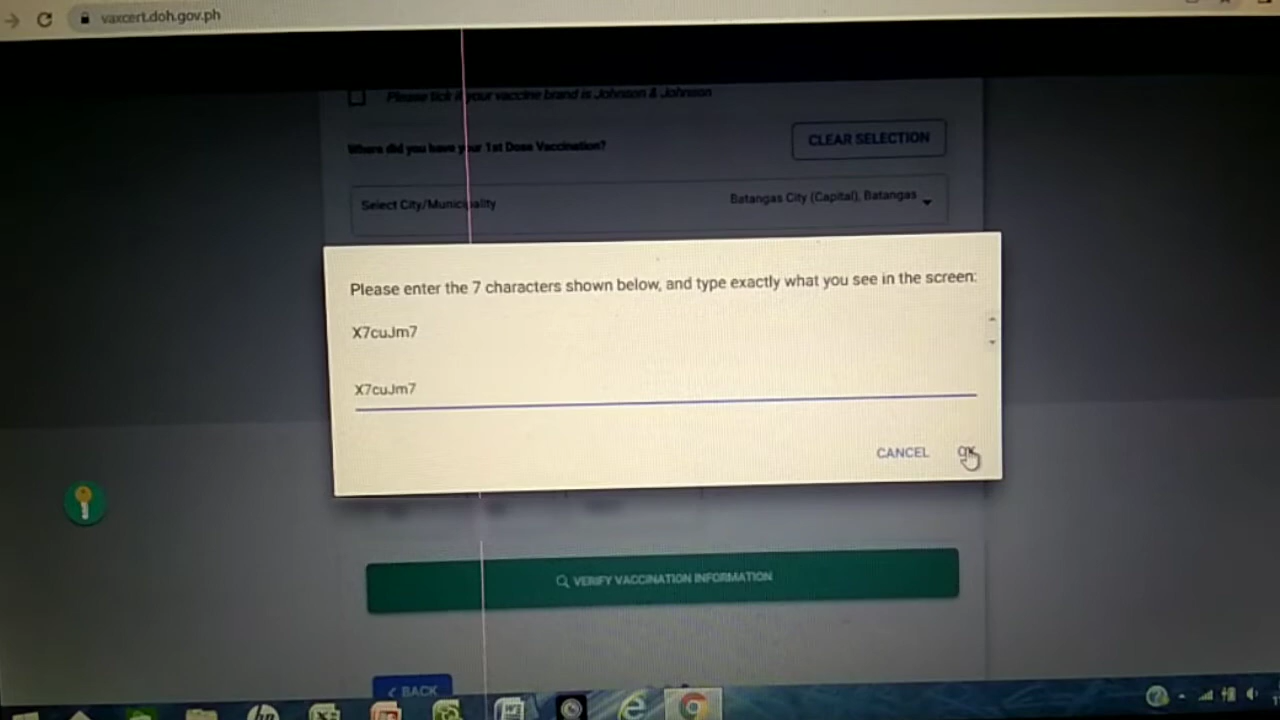 vaxcert.doh.gov.ph
Please tick if your vaccine brand is Johnson & Johnson
Where did you have your 1st Dose Vaccination?
CLEAR SELECTION
Select City/Municipality
Batangas City (Capital), Batangas
Please enter the 7 characters shown below, and type exactly what you see in the screen:
X7cuJm7
X7cuJm7
CANCEL
OK
VERIFY VACCINATION INFORMATION
BACK
hp